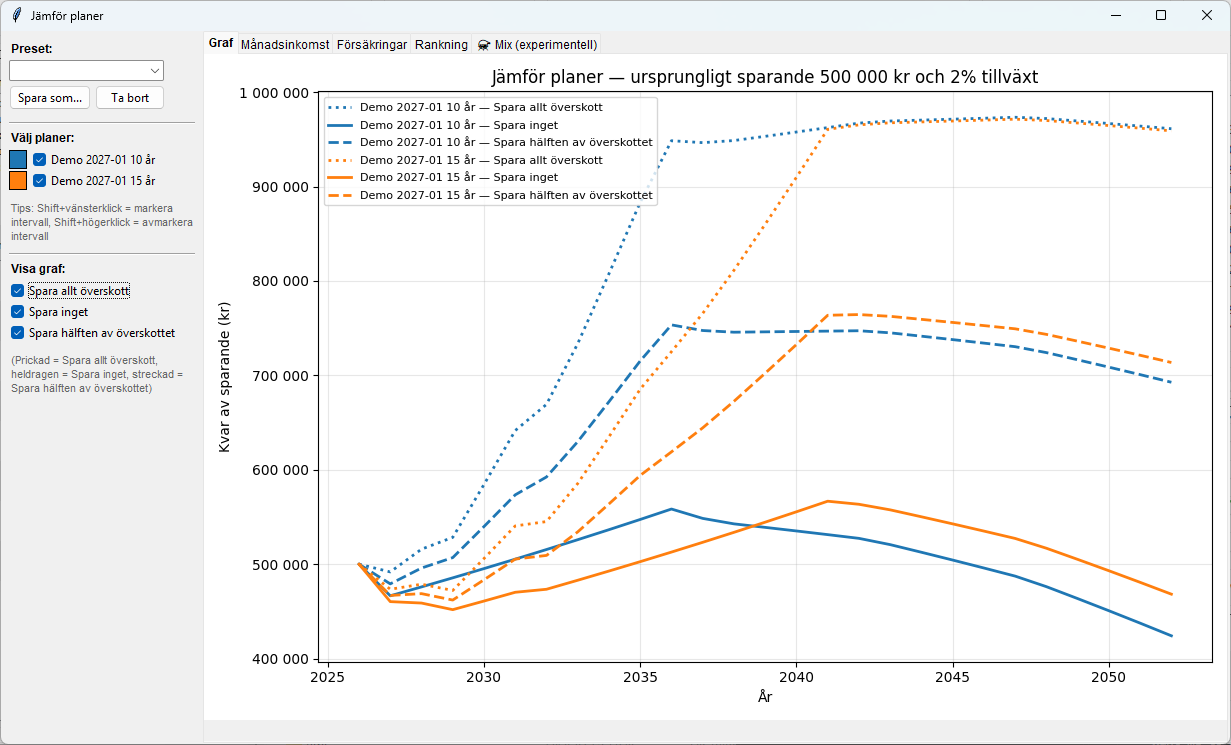 Jämför planer
Preset:
Spara som...
Ta bort
Välj planer:
Demo 2027-01 10 år
Demo 2027-01 15 år
Tips: Shift+vänsterklick = markera
intervall, Shift+högerklick = avmarkera
intervall
Visa graf:
Spara allt överskott
Spara inget
Spara hälften av överskottet
(Prickad = Spara allt överskott,
heldragen = Spara inget, streckad =
Spara hälften av överskottet)
Graf
Månadsinkomst
Försäkringar
Rankning
Mix (experimentell)
Jämför planer — ursprungligt sparande 500 000 kr och 2% tillväxt
Demo 2027-01 10 år — Spara allt överskott
Demo 2027-01 10 år — Spara inget
Demo 2027-01 10 år — Spara hälften av överskottet
Demo 2027-01 15 år — Spara allt överskott
Demo 2027-01 15 år — Spara inget
Demo 2027-01 15 år — Spara hälften av överskottet
Kvar av sparande (kr)
1 000 000
900 000
800 000
700 000
600 000
500 000
400 000
2025
2030
2035
2040
2045
2050
År